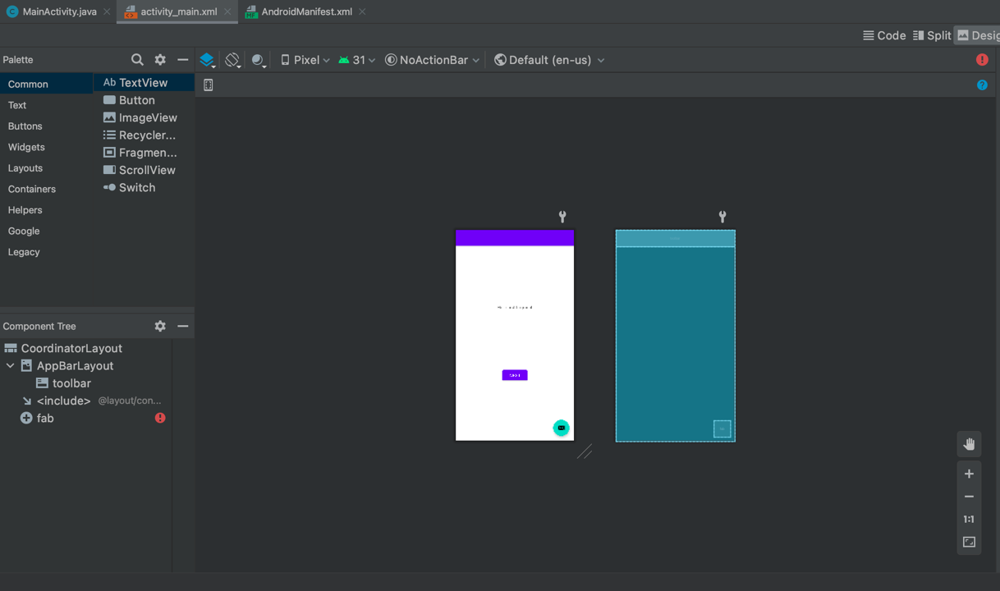 MainActivity.java
activity_main.xml
AndroidManifest.xml
Code
Split
Desig
Palette
Pixel
31
NoActionBar
Default (en-us)
Common
Text
Buttons
Widgets
Layouts
Containers
Helpers
Google
Legacy
Ab TextView
Button
ImageView
Recycler...
Fragmen...
ScrollView
Switch
Component Tree
CoordinatorLayout
AppBarLayout
toolbar
<include> @layout/con...
fab
NEXT
1:1